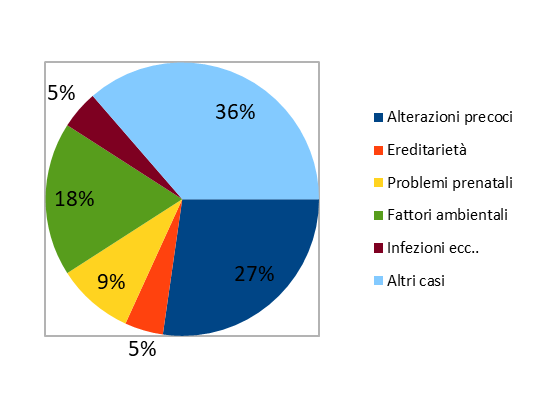 5%
36%
18%
9%
27%
5%
Alterazioni precoci
Ereditarietà
Problemi prenatali
Fattori ambientali
Infezioni ecc..
Altri casi